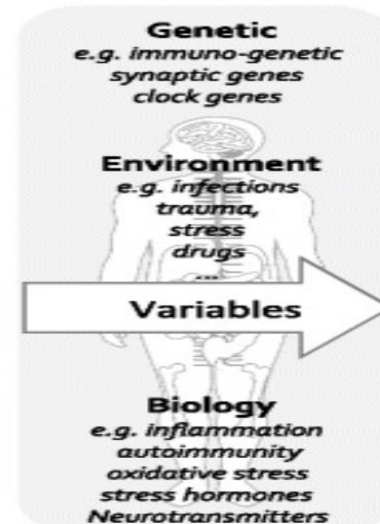 Genetic
e.g. immuno-genetic
synaptic genes
clock genes
Environment
e.g. infections
trauma,
stress
drugs
...
Variables
Biology
e.g. inflammation
autoimmunity
oxidative stress
stress hormones
Neurotransmitters